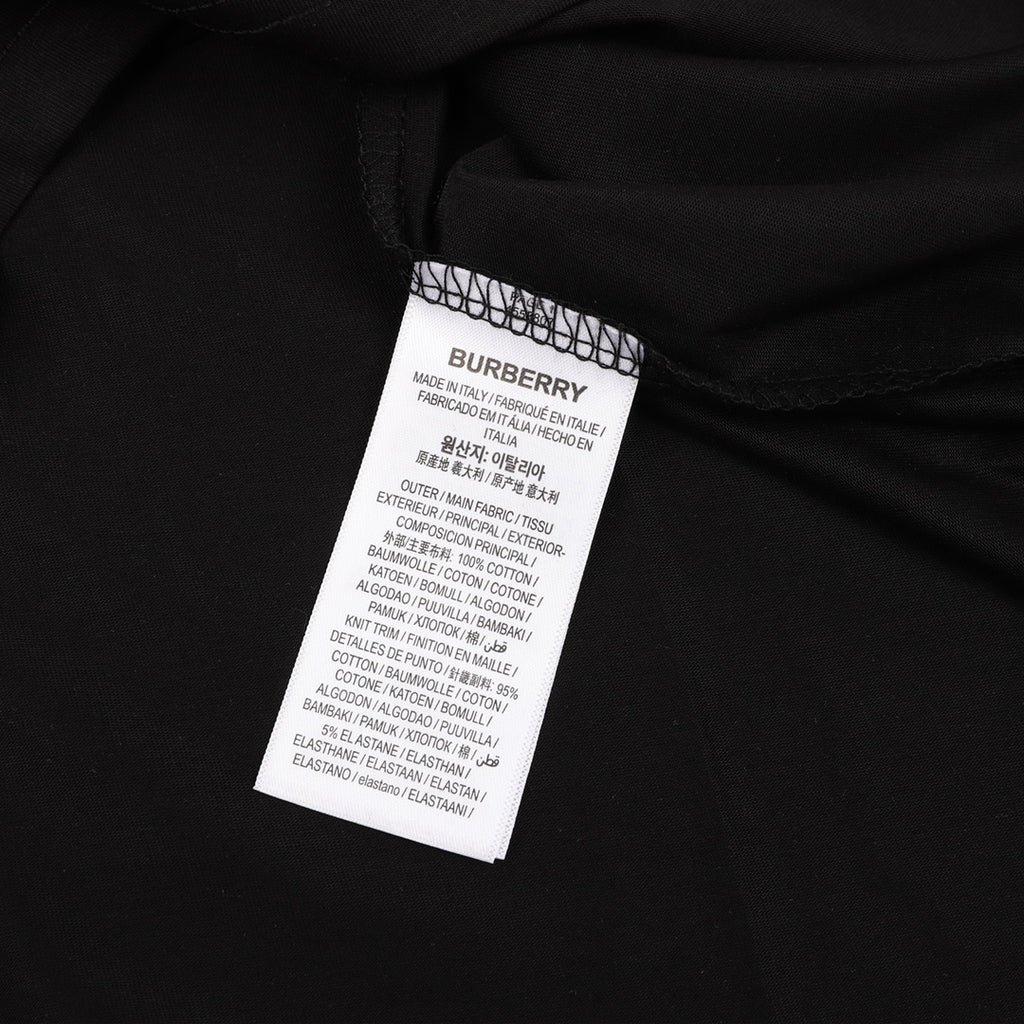 PAGE 1
BURBERRY
MADE IN ITALY / FABRIQUÉ EN ITALIE /
FABRICADO EM ITÁLIA / HECHO EN
ITALIA
원산지: 이탈리아
原産地 義大利 / 原产地 意大利
OUTER / MAIN FABRIC / TISSU
EXTERIEUR / PRINCIPAL / EXTERIOR-
COMPOSICION PRINCIPAL /
外部/主要布料: 100% COTTON /
BAUMWOLLE / COTON / COTONE /
KATOEN / BOMULL / ALGODON /
ALGODAO / PUUVILLA / BAMBAKI /
PAMUK / ХЛОПОК / 棉 / قطن
KNIT TRIM / FINITION EN MAILLE /
DETALLES DE PUNTO / 針織副料: 95%
COTTON / BAUMWOLLE / COTON /
COTONE / KATOEN / BOMULL /
ALGODON / ALGODAO / PUUVILLA /
BAMBAKI / PAMUK / ХЛОПОК / 棉 / قطن
5% ELASTANE / ELASTHAN /
ELASTHANE / ELASTAAN / ELASTAN /
ELASTANO / elastano / ELASTAANI /